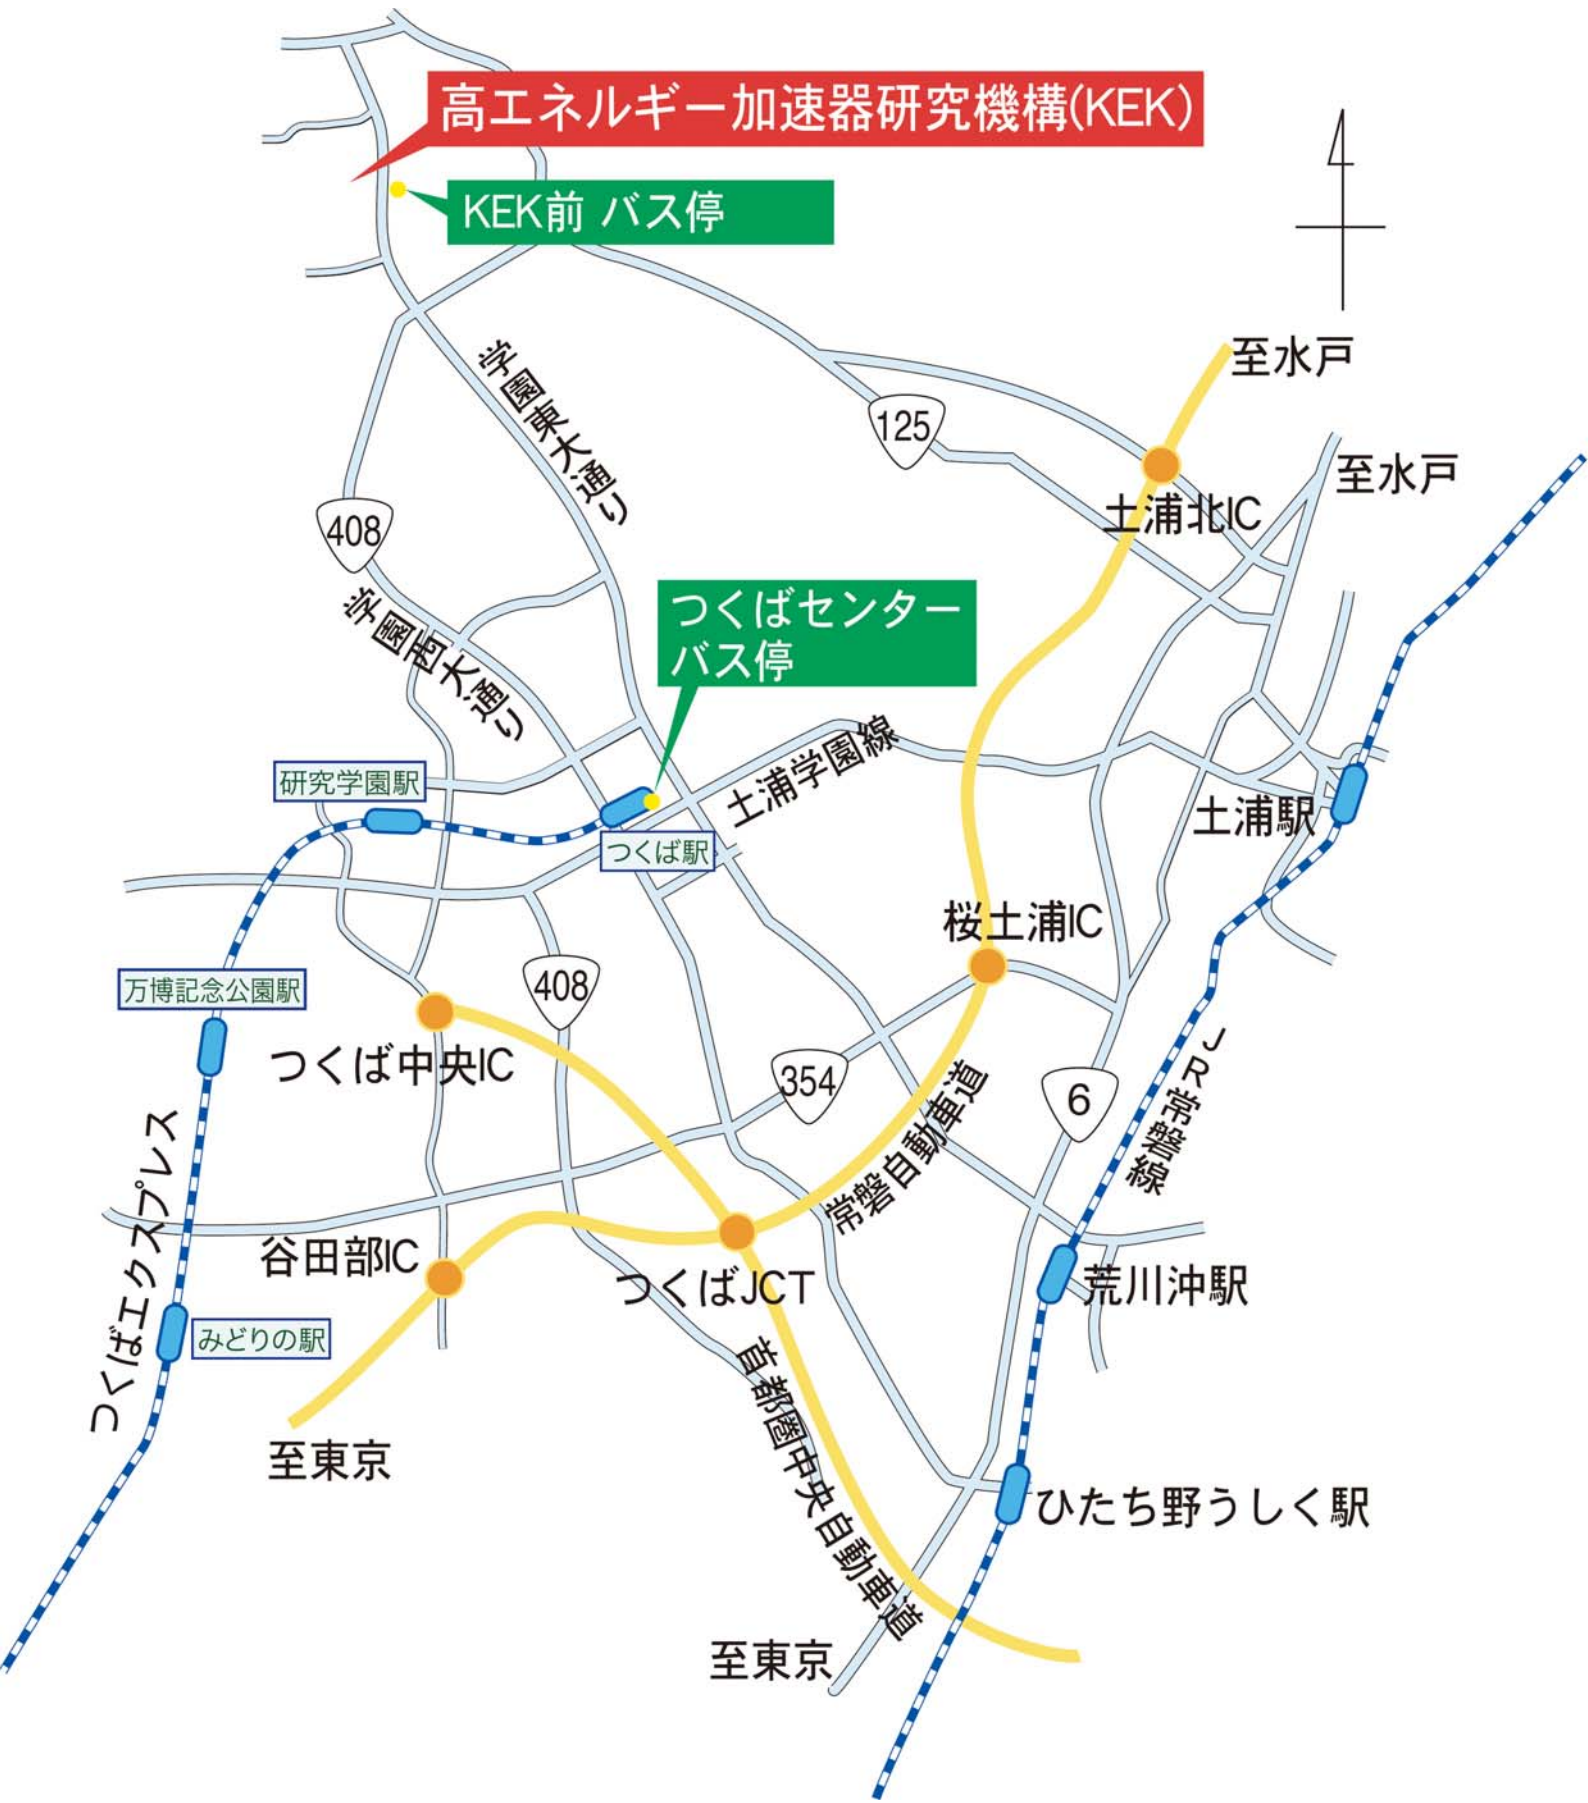 高エネルギー加速器研究機構(KEK)
KEK前 バス停
学園東大通り
至水戸
125
至水戸
土浦北IC
408
学園西大通り
つくばセンター
バス停
土浦学園線
研究学園駅
土浦駅
つくば駅
桜土浦IC
万博記念公園駅
408
つくば中央IC
354
6
JR常磐線
常磐自動車道
つくばエクスプレス
谷田部IC
つくばJCT
荒川沖駅
みどりの駅
首都圏中央自動車道
至東京
ひたち野うしく駅
至東京